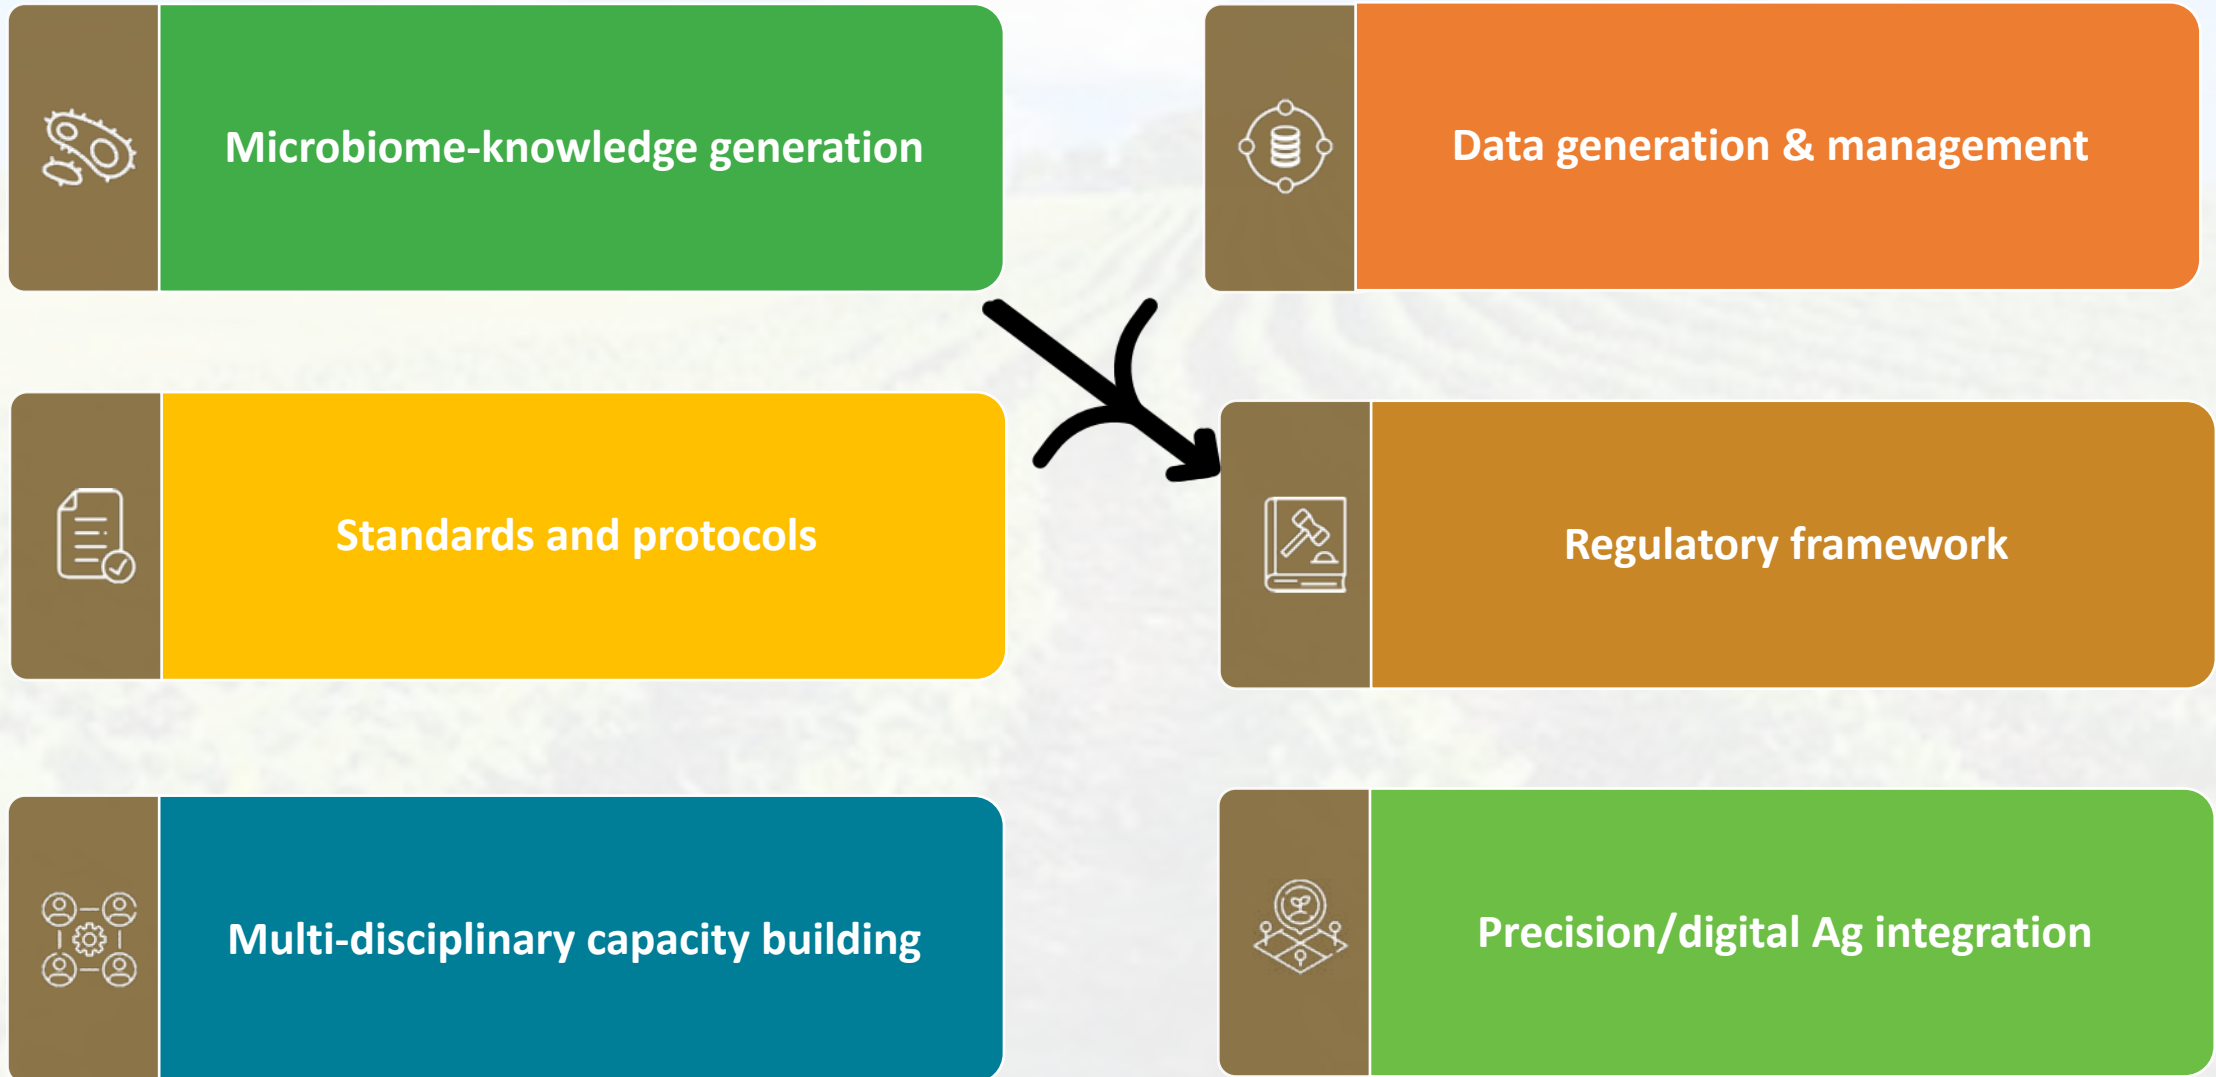 Microbiome-knowledge generation
Data generation & management
Standards and protocols
Regulatory framework
Multi-disciplinary capacity building
Precision/digital Ag integration